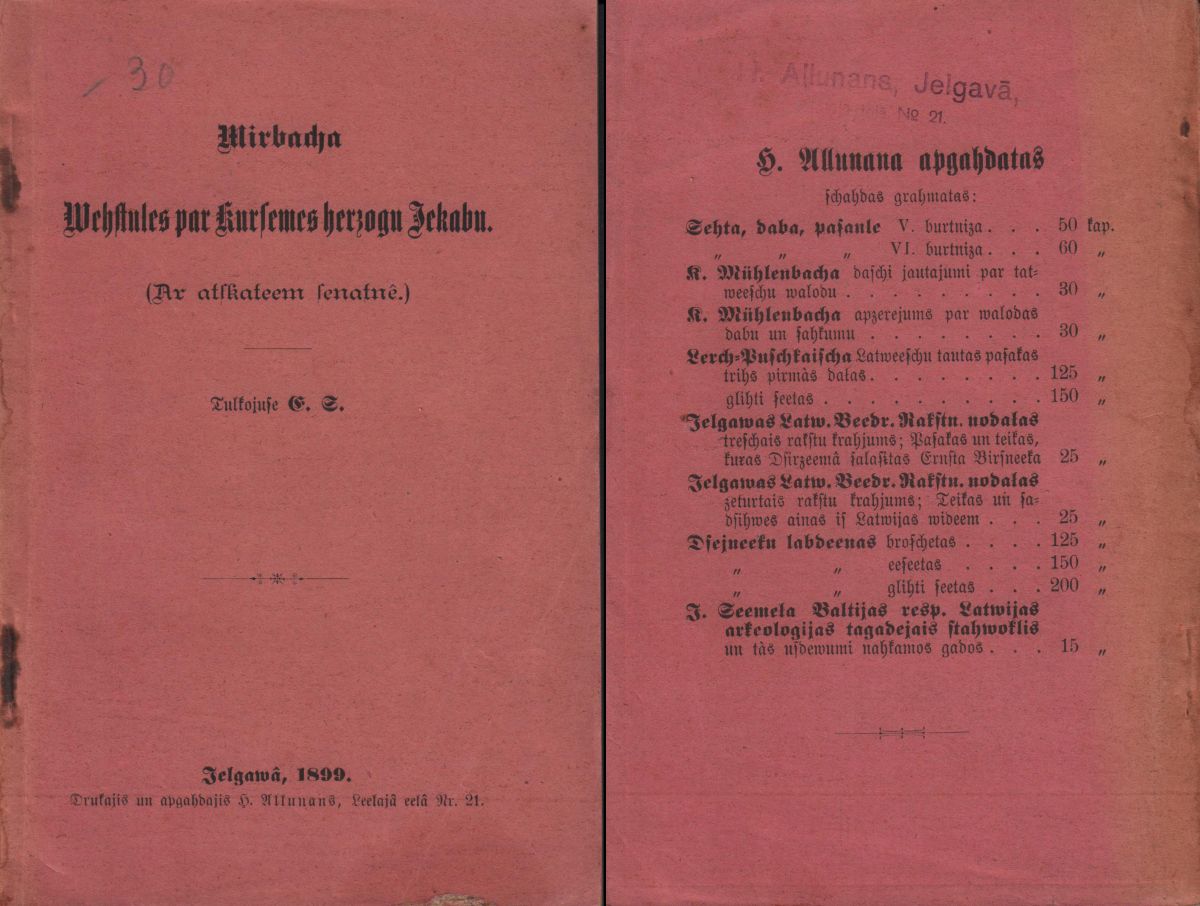 30
Mirbacha
Wehstules par Kursemes herzogu Jekabu.
(Ar atskateem senatnê.)
Tulkojuse E. S.
Jelgawâ, 1899.
Drukajis un apgahdajis H. Allunans, Leelajâ eelâ Nr. 21.
H. Allunans, Jelgavā,
№ 21.
H. Allunana apgahdatas
schahdas grahmatas:
Sehta, daba, pasaule V. burtniza . . . 50 kap.
„ „ „ VI. burtniza . . . 60 „
K. Mühlenbacha daschi jautajumi par lat-
weeschu walodu . . . . . . . . 30 „
K. Mühlenbacha apzerejums par walodas
dabu un sahkumu . . . . . . . 30 „
Lerch-Puschkaischa Latweeschu tautas pasakas
trihs pirmàs dalas . . . . . . . 125 „
glihti seetas . . . . . . . . . 150 „
Jelgawas Latw. Beedr. Rakstn. nodalas
treschais rakstu krahjums; Pasakas un teikas,
kuras Dsirzeemâ salasitas Ernsta Birsneeka 25 „
Jelgawas Latw. Beedr. Rakstn. nodalas
zeturtais rakstu krahjums; Teikas un sa-
dsihwes ainas is Latwijas wideem . . . 25 „
Dsejneeku labdeenas broschetas . . . . 125 „
„ „ eeseetas . . . . 150 „
„ „ glihti seetas . . . 200 „
J. Seemela Baltijas resp. Latwijas
arkeologijas tagadejais stahwoklis
un tàs usdewumi nahkamos gados . . . 15 „